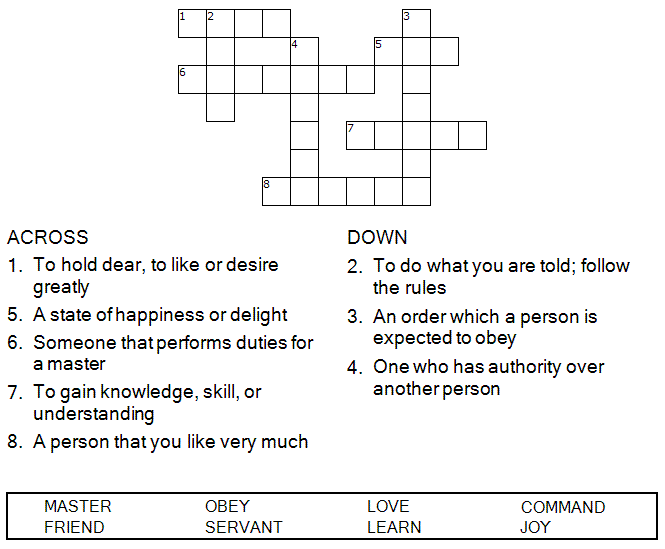 1 2 3
4 5
6
7
8
ACROSS
1. To hold dear, to like or desire
greatly
5. A state of happiness or delight
6. Someone that performs duties for
a master
7. To gain knowledge, skill, or
understanding
8. A person that you like very much
DOWN
2. To do what you are told; follow
the rules
3. An order which a person is
expected to obey
4. One who has authority over
another person
MASTER OBEY LOVE COMMAND
FRIEND SERVANT LEARN JOY